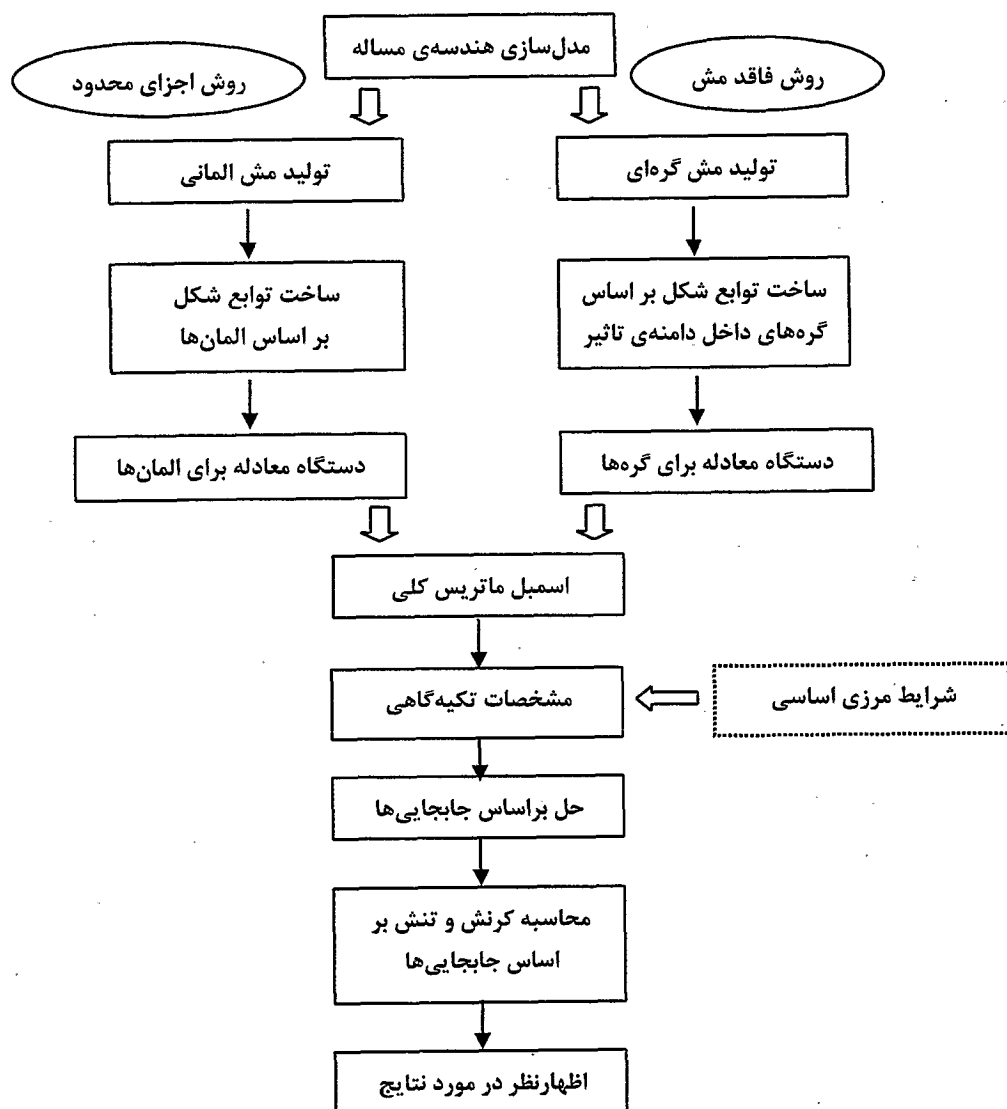 مدل‌سازی هندسه‌ی مساله
روش فاقد مش
روش اجزای محدود
تولید مش گره‌ای
تولید مش المانی
ساخت توابع شکل بر اساس
گره‌های داخل دامنه‌ی تاثیر
ساخت توابع شکل
بر اساس المان‌ها
دستگاه معادله برای گره‌ها
دستگاه معادله برای المان‌ها
اسمبل ماتریس کلی
مشخصات تکیه‌گاهی
شرایط مرزی اساسی
حل براساس جابجایی‌ها
محاسبه کرنش و تنش بر
اساس جابجایی‌ها
اظهارنظر در مورد نتایج